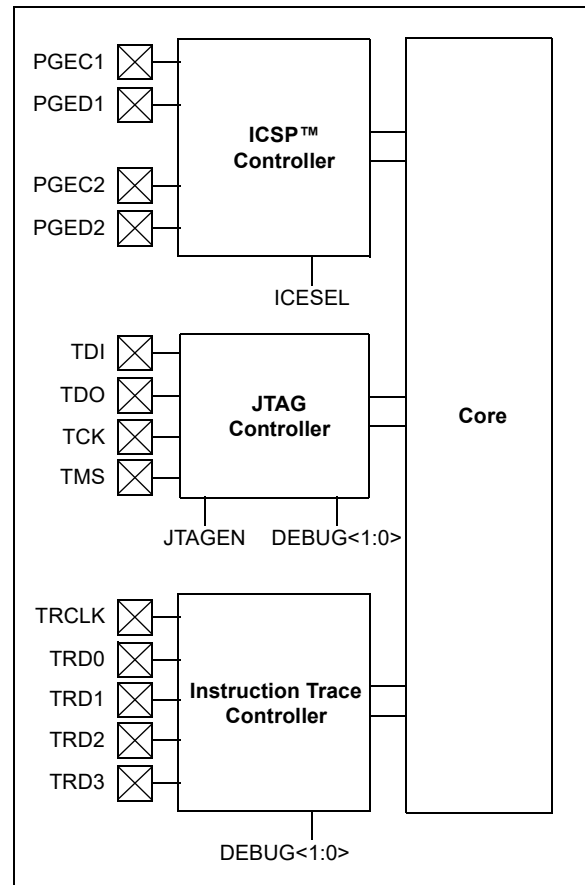 PGEC1
PGED1
PGEC2
PGED2
ICSP™
Controller
ICESEL
TDI
TDO
TCK
TMS
JTAG
Controller
JTAGEN
DEBUG<1:0>
Core
TRCLK
TRD0
TRD1
TRD2
TRD3
Instruction Trace
Controller
DEBUG<1:0>